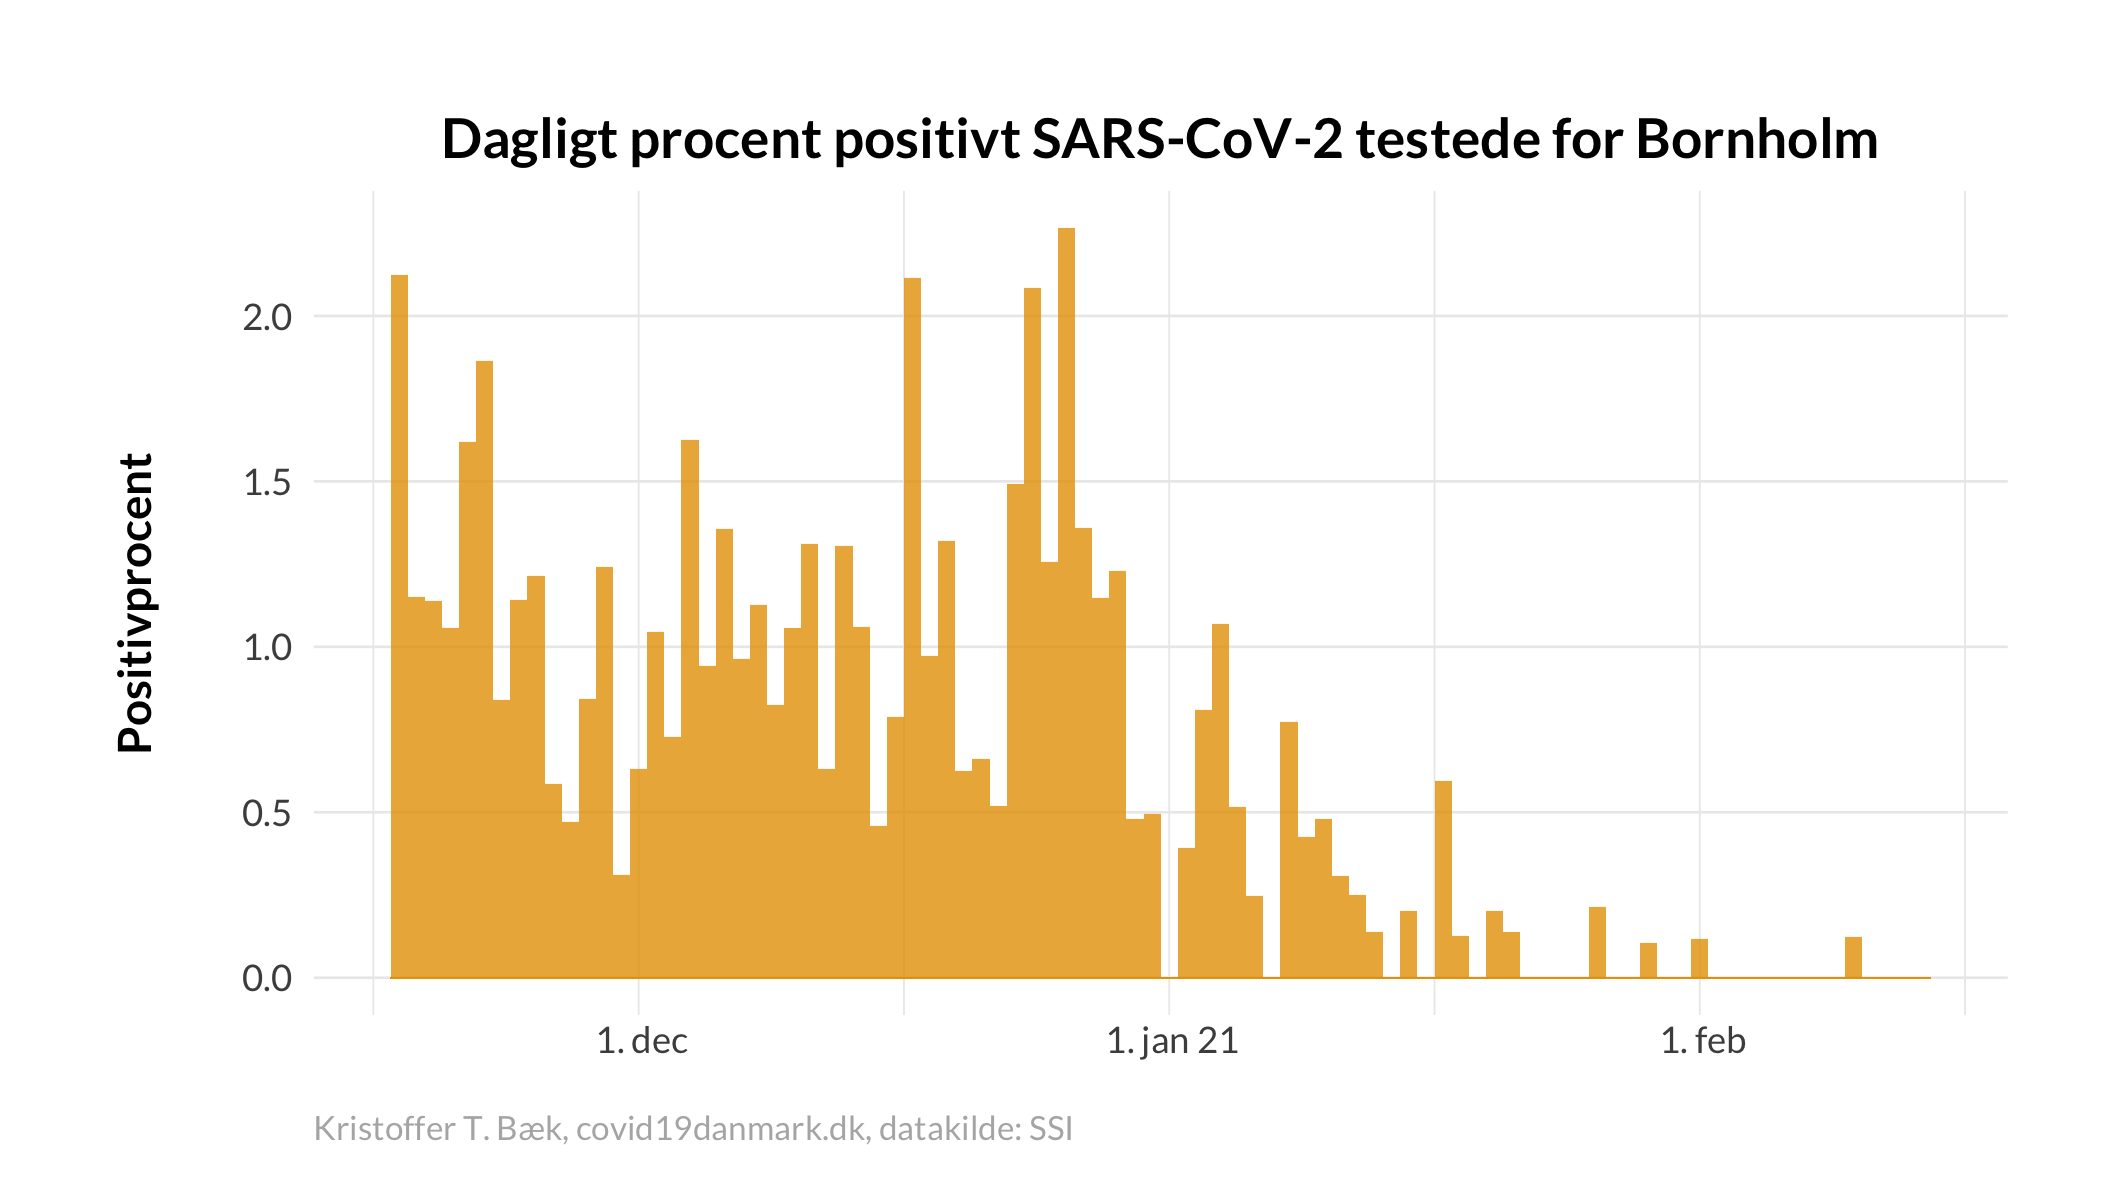 Dagligt procent positivt SARS-CoV-2 testede for Bornholm
Positivprocent
2.0
1.5
1.0
0.5
0.0
1. dec
1. jan 21
1. feb
Kristoffer T. Bæk, covid19danmark.dk, datakilde: SSI